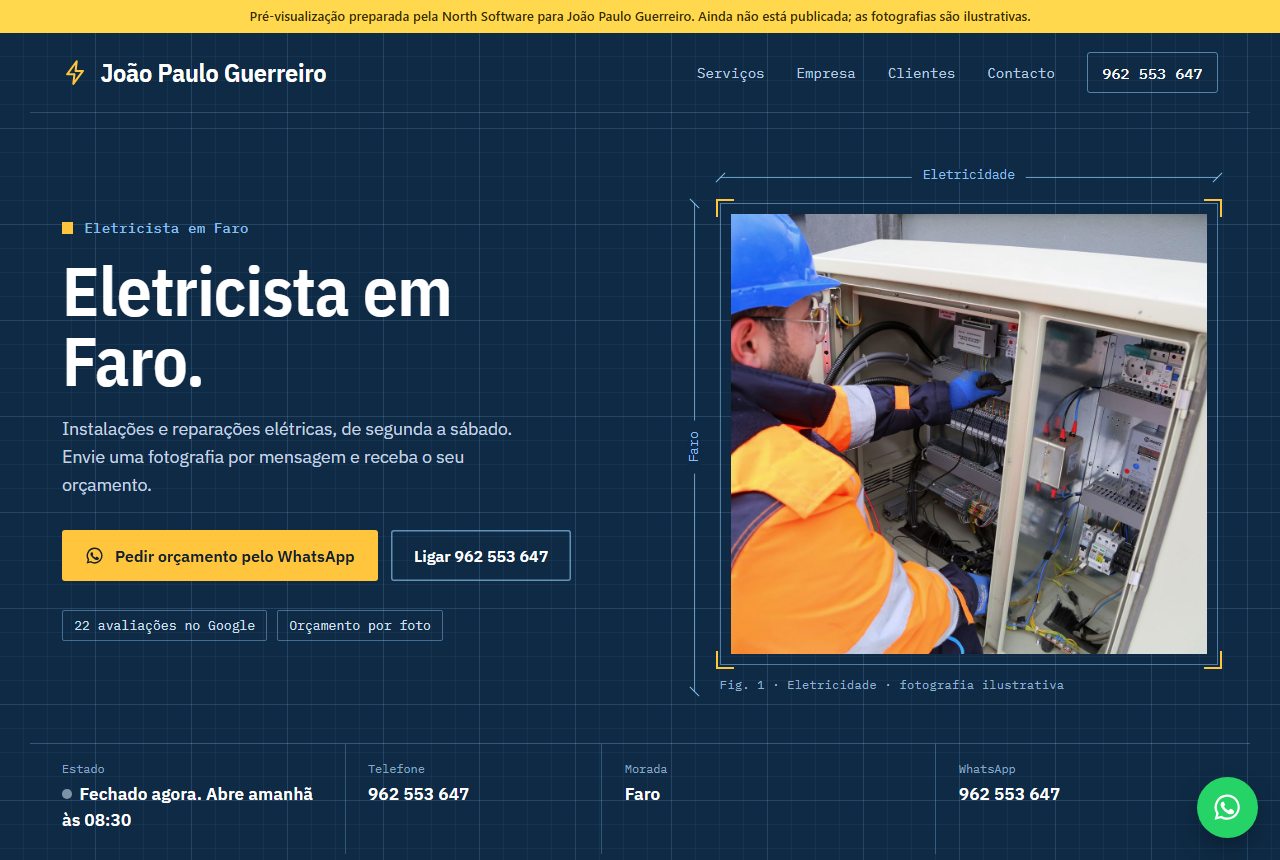 Pré-visualização preparada pela North Software para João Paulo Guerreiro. Ainda não está publicada; as fotografias são ilustrativas.
João Paulo Guerreiro
Serviços
Empresa
Clientes
Contacto
962 553 647
Eletricidade
Faro
Eletricista em Faro
Eletricista em
Faro.
Instalações e reparações elétricas, de segunda a sábado.
Envie uma fotografia por mensagem e receba o seu
orçamento.
Pedir orçamento pelo WhatsApp
Ligar 962 553 647
22 avaliações no Google
Orçamento por foto
Fig. 1 · Eletricidade · fotografia ilustrativa
Estado
Fechado agora. Abre amanhã
às 08:30
Telefone
962 553 647
Morada
Faro
WhatsApp
962 553 647